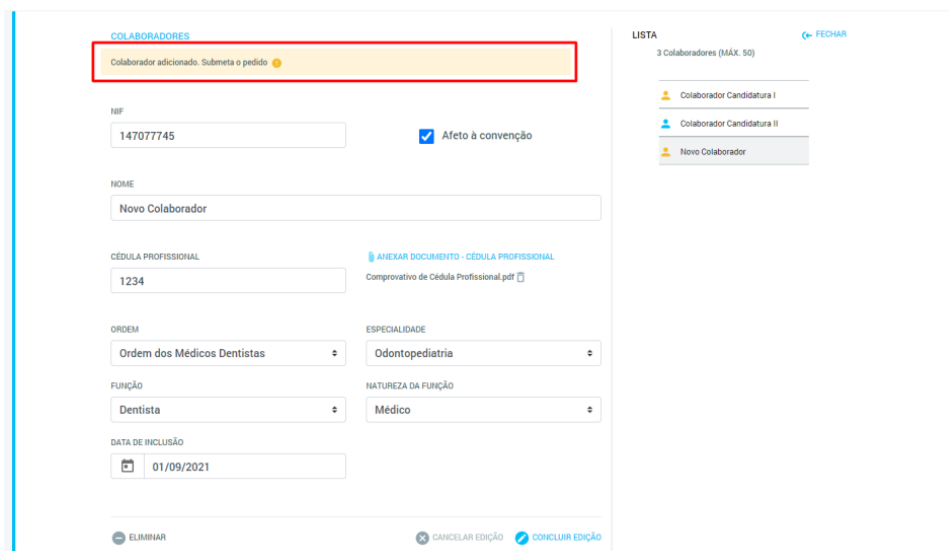 COLABORADORES
Colaborador adicionado. Submeta o pedido
NIF
147077745
Afeto à convenção
NOME
Novo Colaborador
CÉDULA PROFISSIONAL
ANEXAR DOCUMENTO - CÉDULA PROFISSIONAL
1234
Comprovativo de Cédula Profissional.pdf
ORDEM
ESPECIALIDADE
Ordem dos Médicos Dentistas
Odontopediatria
FUNÇÃO
NATUREZA DA FUNÇÃO
Dentista
Médico
DATA DE INCLUSÃO
01/09/2021
ELIMINAR
CANCELAR EDIÇÃO
CONCLUIR EDIÇÃO
LISTA
FECHAR
3 Colaboradores (MÁX. 50)
Colaborador Candidatura I
Colaborador Candidatura II
Novo Colaborador